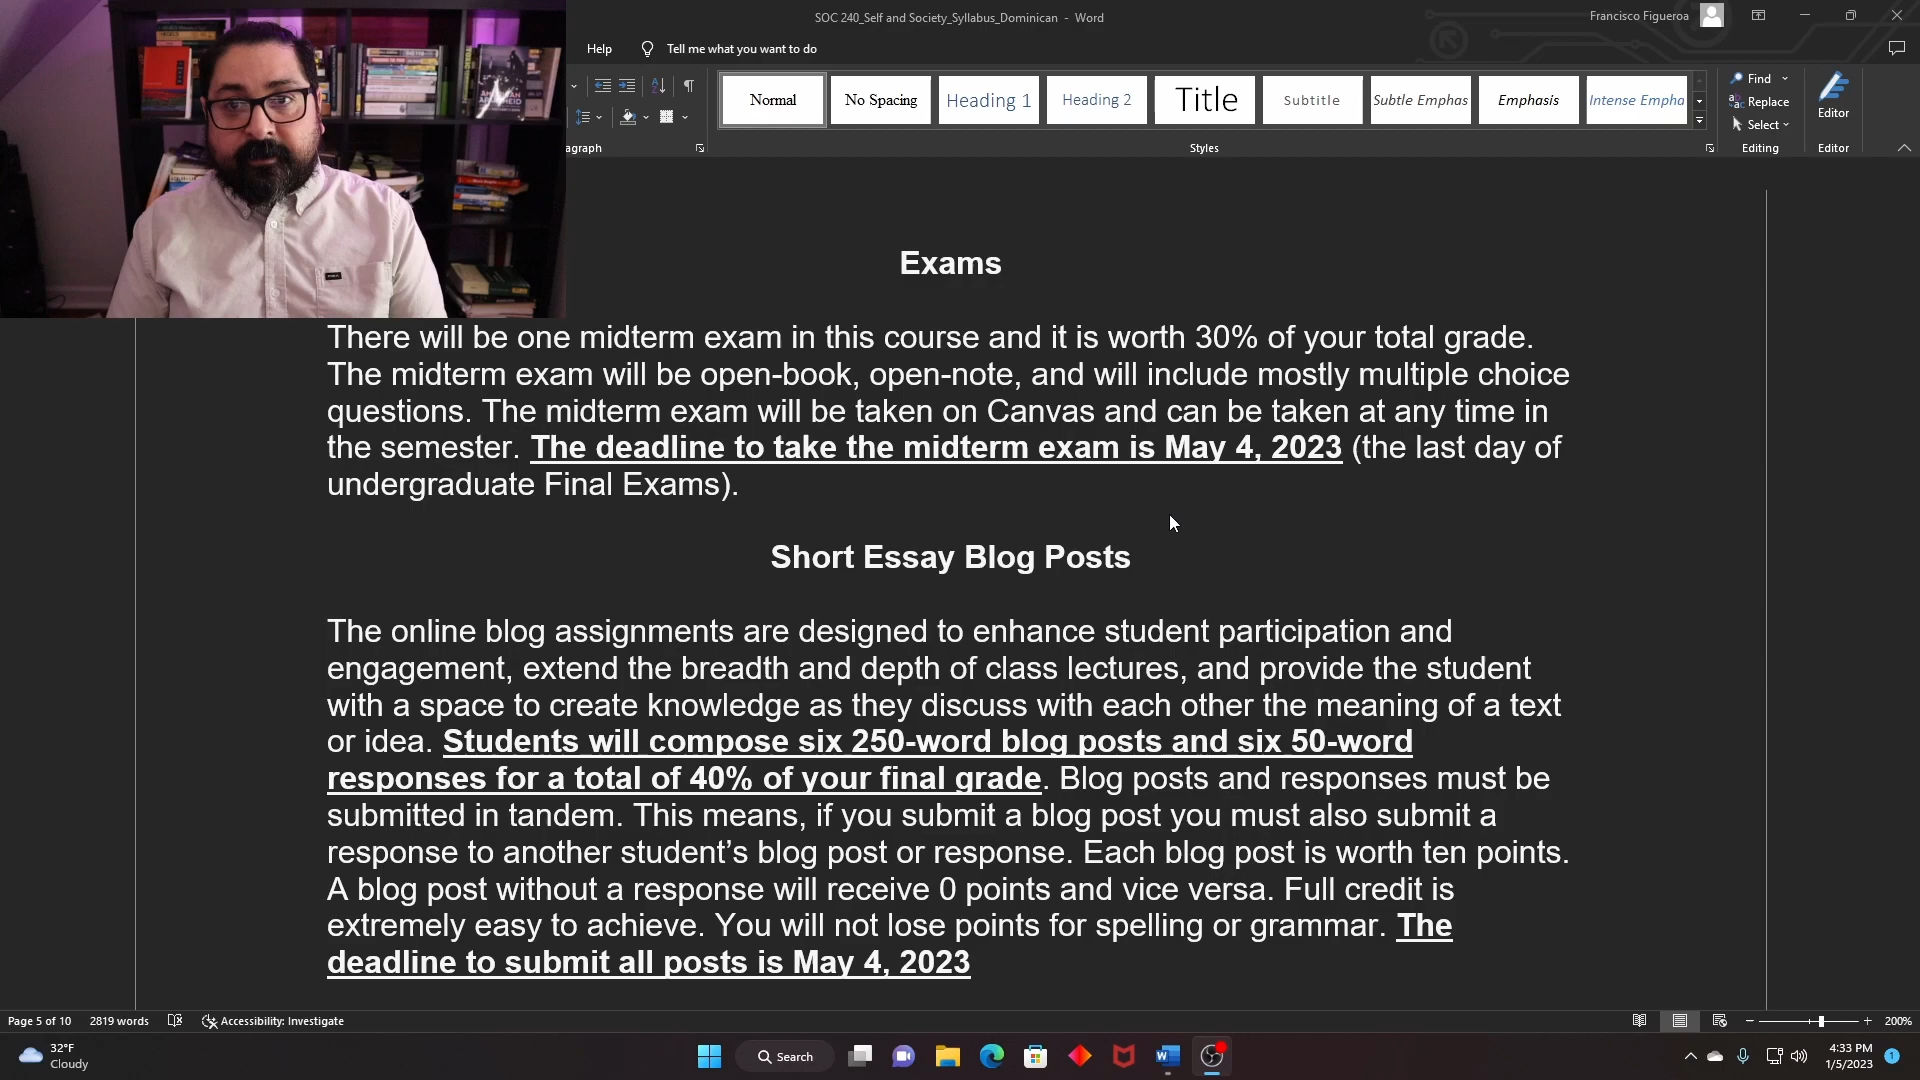 SOC 240_Self and Society_Syllabus_Dominican - Word
Francisco Figueroa
Help
Tell me what you want to do
Normal
No Spacing
Heading 1
Heading 2
Title
Subtitle
Subtle Emphas
Emphasis
Intense Empha
Find
Replace
Select
Editor
agraph
Styles
Editing
Editor
Exams
There will be one midterm exam in this course and it is worth 30% of your total grade.
The midterm exam will be open-book, open-note, and will include mostly multiple choice
questions. The midterm exam will be taken on Canvas and can be taken at any time in
the semester. The deadline to take the midterm exam is May 4, 2023 (the last day of
undergraduate Final Exams).
Short Essay Blog Posts
The online blog assignments are designed to enhance student participation and
engagement, extend the breadth and depth of class lectures, and provide the student
with a space to create knowledge as they discuss with each other the meaning of a text
or idea. Students will compose six 250-word blog posts and six 50-word
responses for a total of 40% of your final grade. Blog posts and responses must be
submitted in tandem. This means, if you submit a blog post you must also submit a
response to another student’s blog post or response. Each blog post is worth ten points.
A blog post without a response will receive 0 points and vice versa. Full credit is
extremely easy to achieve. You will not lose points for spelling or grammar. The
deadline to submit all posts is May 4, 2023
Page 5 of 10
2819 words
Accessibility: Investigate
200%
32°F
Cloudy
Search
4:33 PM
1/5/2023
1